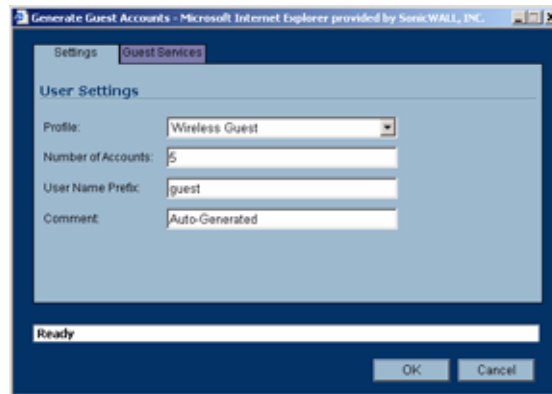 Generate Guest Accounts - Microsoft Internet Explorer provided by SonicWALL, INC.
Settings Guest Services
User Settings
Profile: Wireless Guest
Number of Accounts: 5
User Name Prefix: guest
Comment: Auto-Generated
Ready
OK Cancel